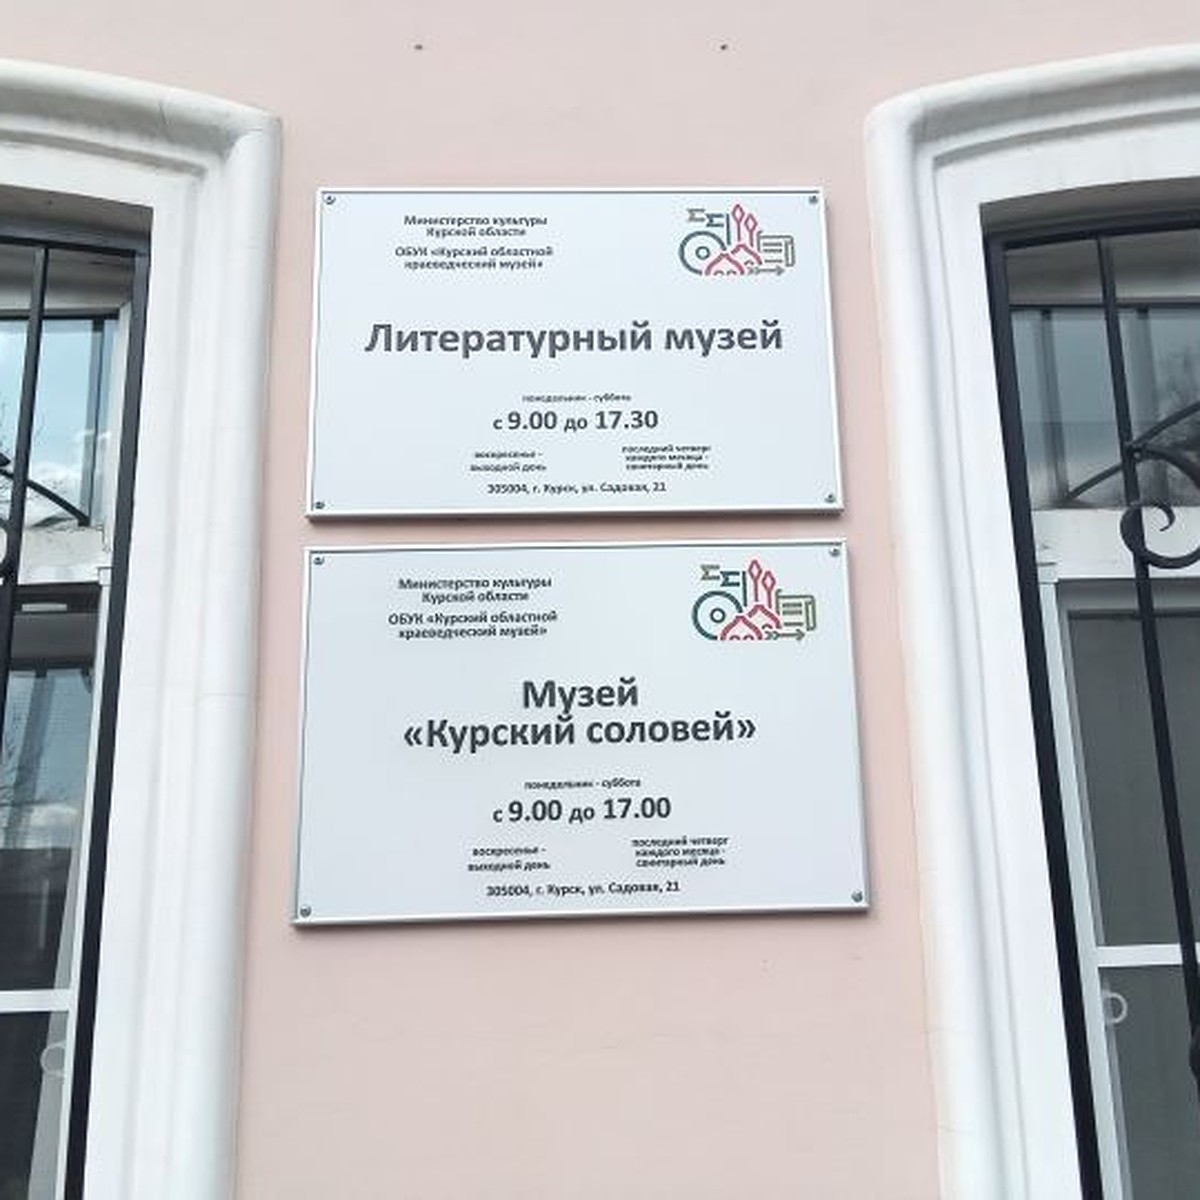 Министерство культуры
Курской области
ОБУК «Курский областной
краеведческий музей»
Литературный музей
понедельник - суббота
с 9.00 до 17.30
воскресенье -
выходной день
последний четверг
каждого месяца -
санитарный день
305004, г. Курск, ул. Садовая, 21
Министерство культуры
Курской области
ОБУК «Курский областной
краеведческий музей»
Музей
«Курский соловей»
понедельник - суббота
с 9.00 до 17.00
воскресенье -
выходной день
последний четверг
каждого месяца -
санитарный день
305004, г. Курск, ул. Садовая, 21